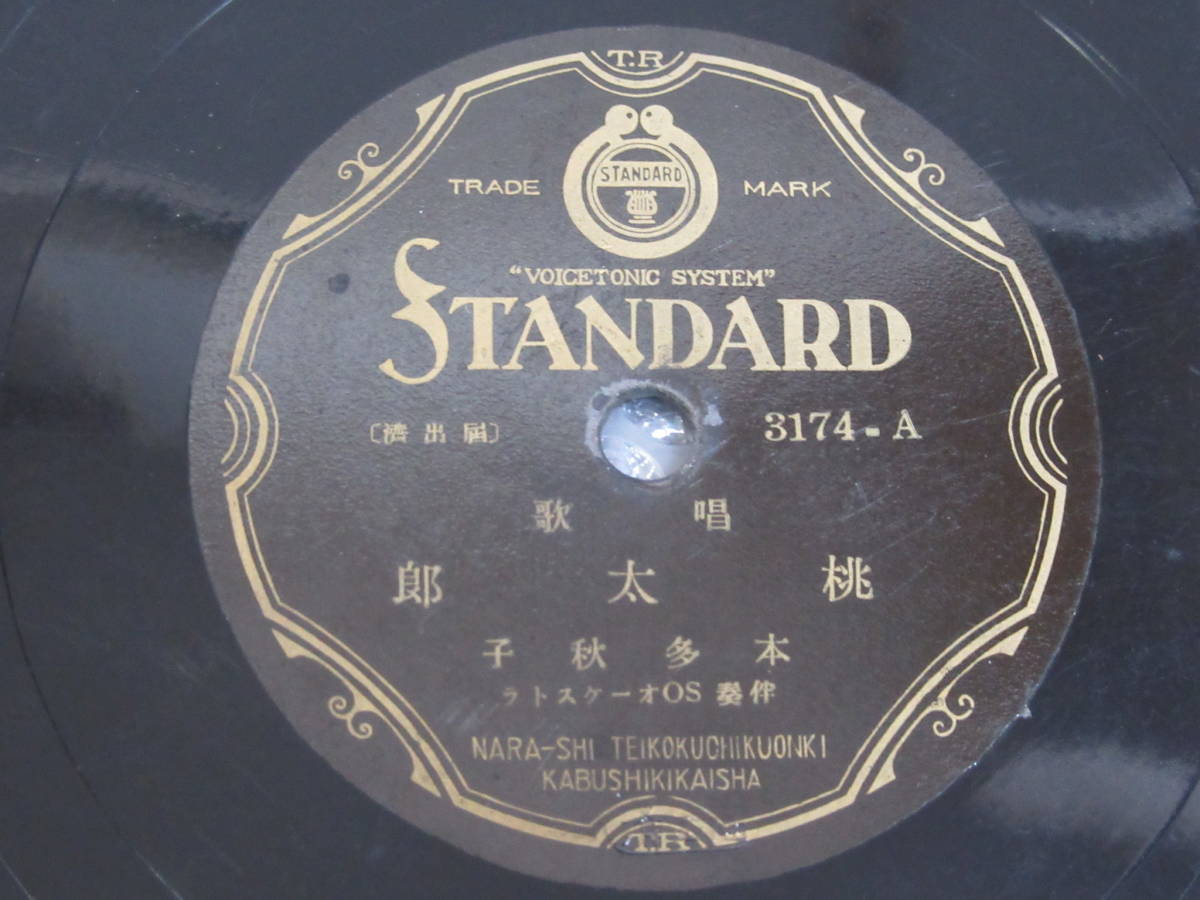 T.R
TRADE MARK
STANDARD
"VOICETONIC SYSTEM"
STANDARD
〔屆出濟〕
3174-A
唱歌
桃太郎
本多秋子
伴奏 OSオーケストラ
NARA-SHI TEIKOKUCHIKUONKI
KABUSHIKIKAISHA
T.R